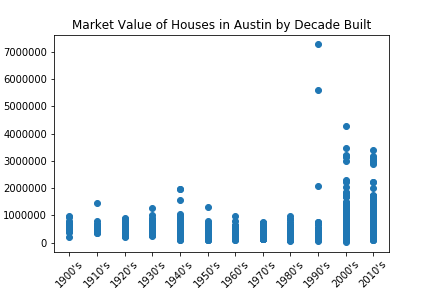 Market Value of Houses in Austin by Decade Built
7000000
6000000
5000000
4000000
3000000
2000000
1000000
0
1900's
1910's
1920's
1930's
1940's
1950's
1960's
1970's
1980's
1990's
2000's
2010's